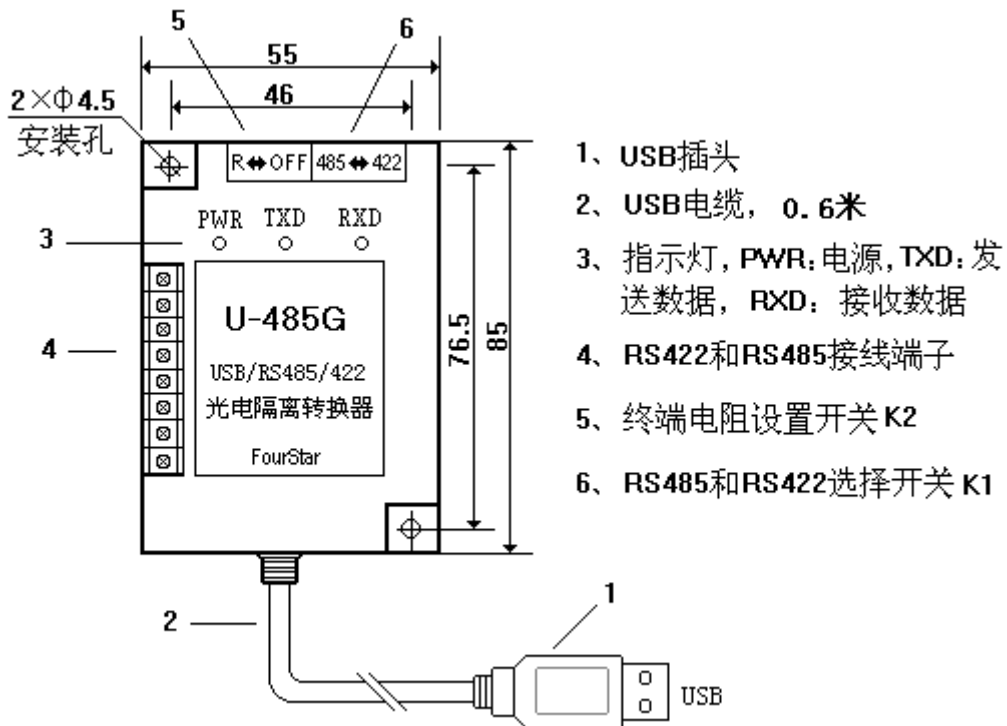 5
6
55
46
2×Φ4.5
安装孔
R⇔OFF
485⇔422
PWR TXD RXD
3
4
U-485G
USB/RS485/422
光电隔离转换器
FourStar
76.5
85
2
1
USB
1、USB插头
2、USB电缆，0.6米
3、指示灯，PWR：电源，TXD：发
送数据，RXD：接收数据
4、RS422和RS485接线端子
5、终端电阻设置开关K2
6、RS485和RS422选择开关K1